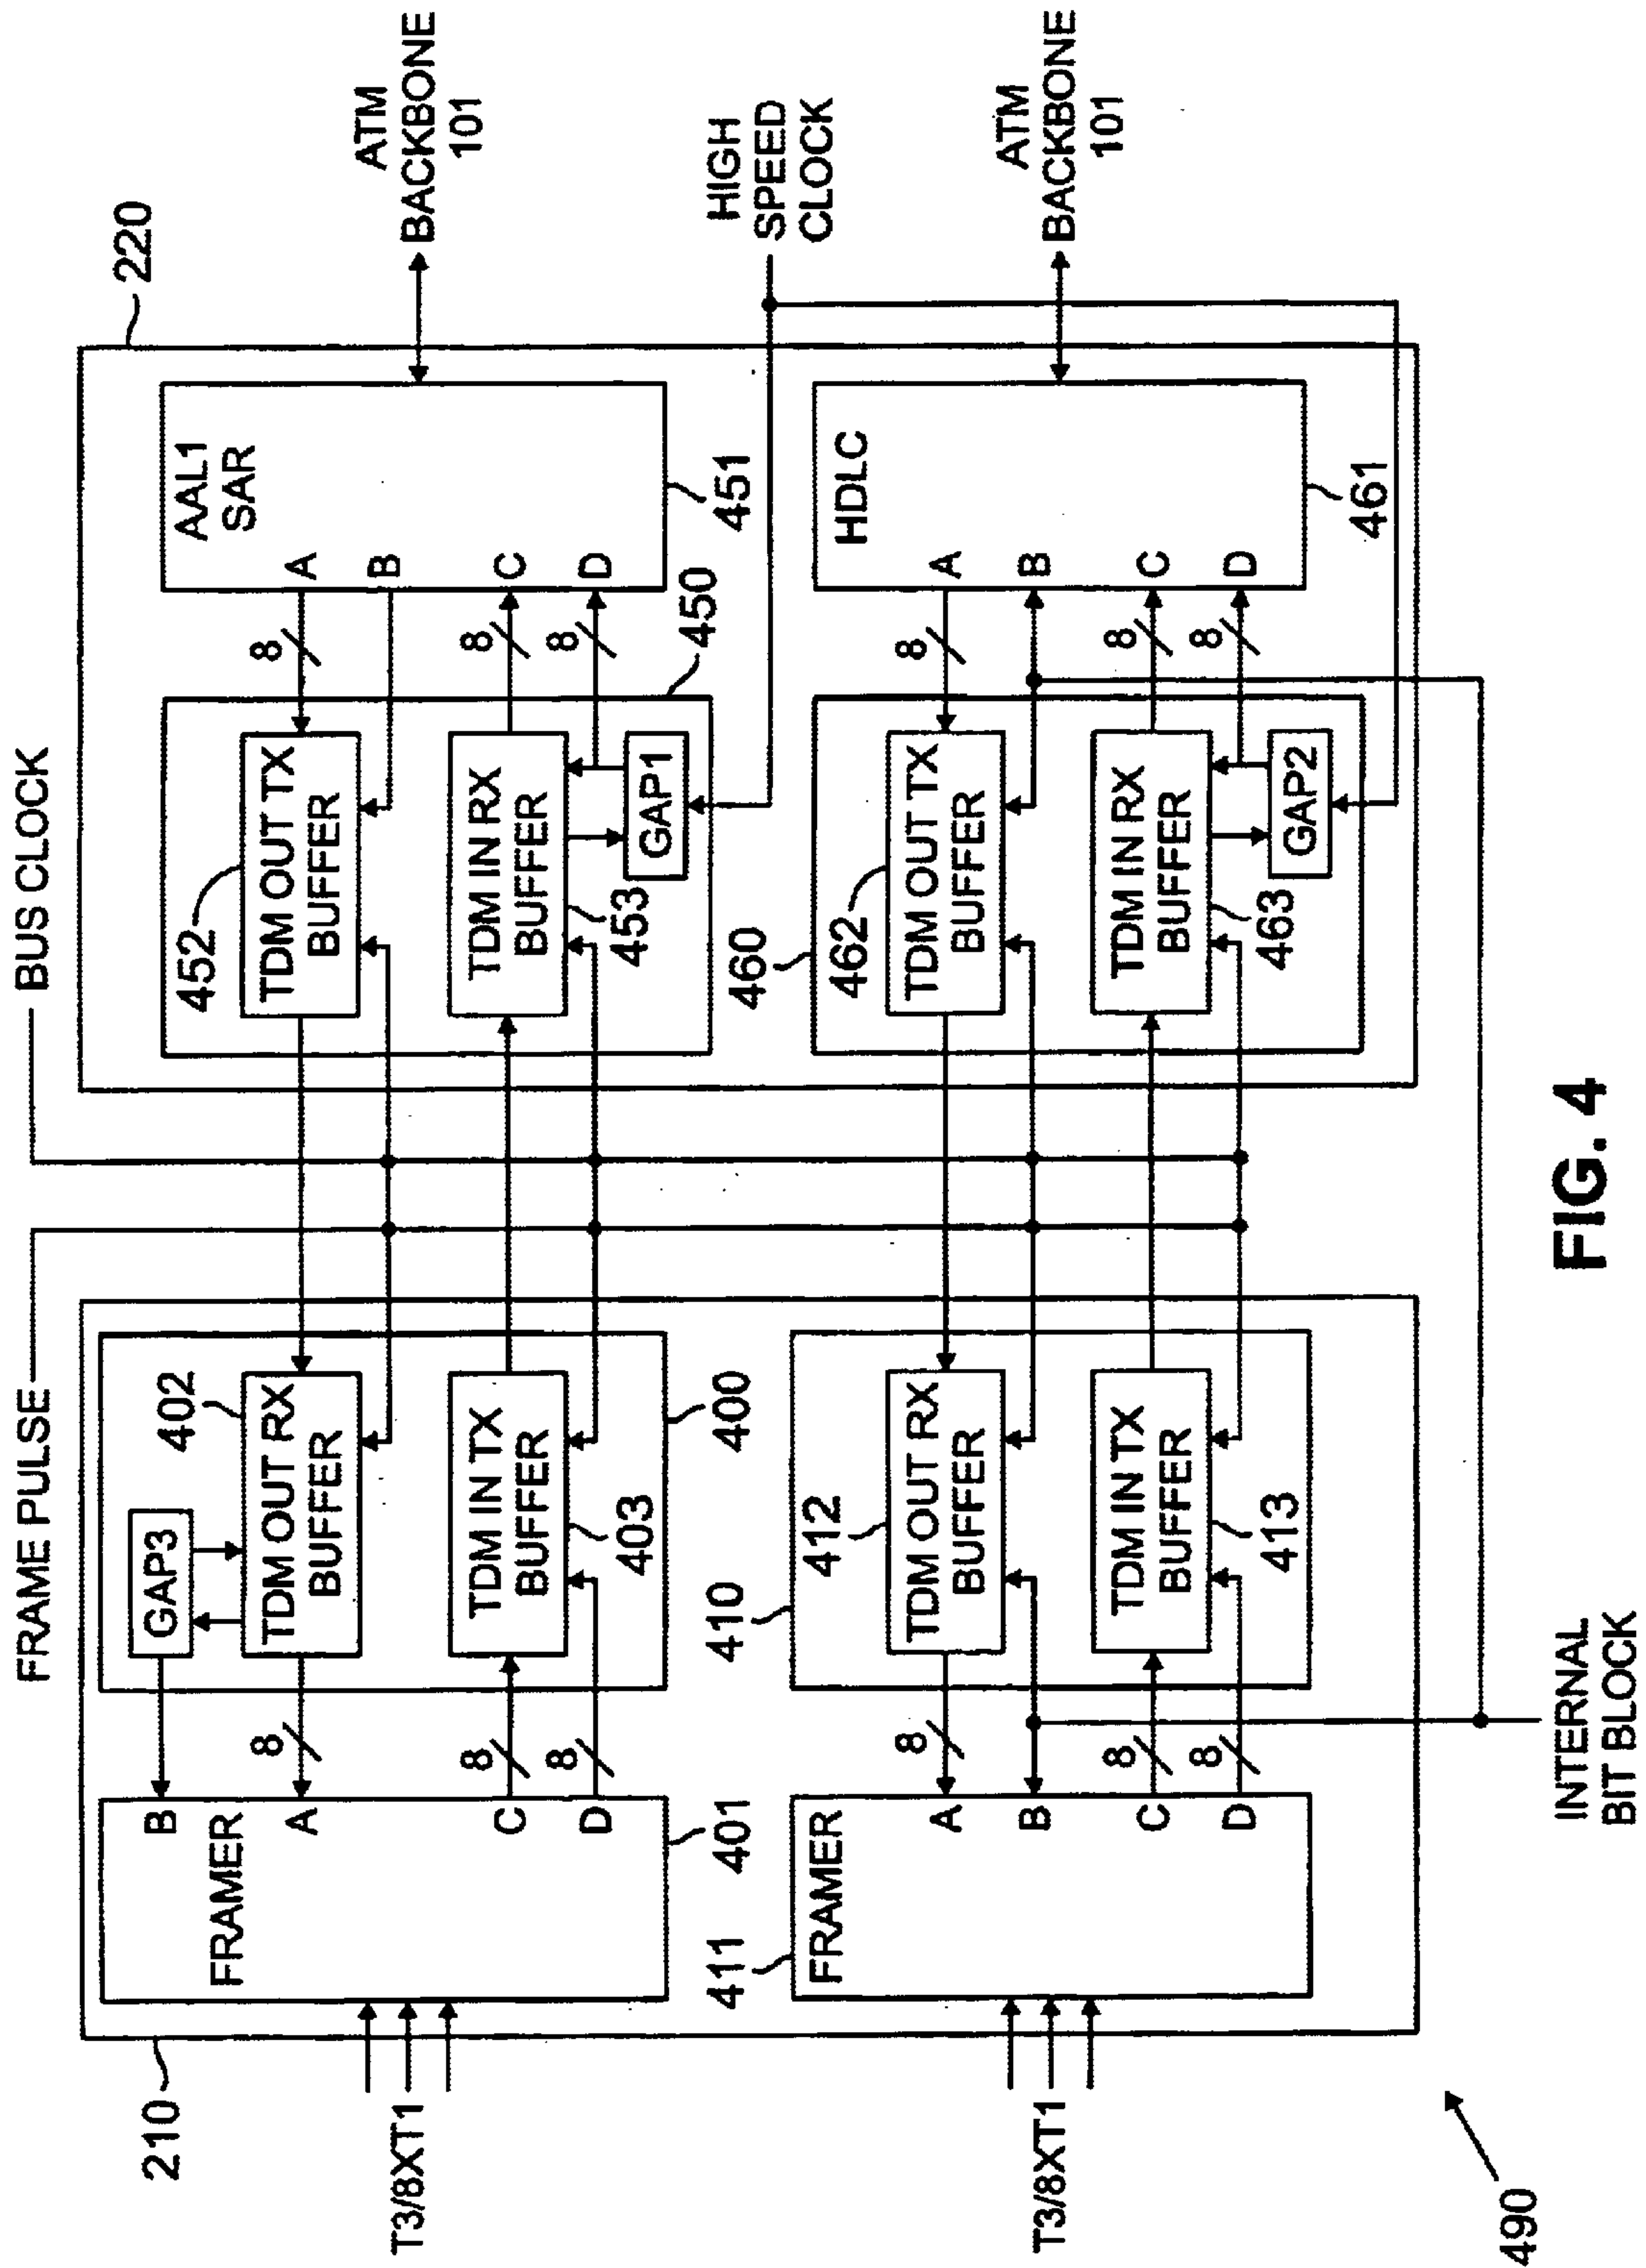 FRAME PULSE
BUS CLOCK
210
220
FRAMER
B
A
C
D
401
8
8
8
GAP3
402
TDM OUT RX
BUFFER
TDM IN TX
BUFFER
403
400
452
TDM OUT TX
BUFFER
TDM IN RX
BUFFER
453
GAP1
450
8
8
8
AAL1
SAR
A
B
C
D
451
ATM
BACKBONE
101
T3/8XT1
HIGH
SPEED
CLOCK
411
FRAMER
A
B
C
D
8
8
8
410
412
TDM OUT RX
BUFFER
TDM IN TX
BUFFER
413
460
462
TDM OUT TX
BUFFER
TDM IN RX
BUFFER
463
GAP2
8
8
8
HDLC
A
B
C
D
461
ATM
BACKBONE
101
T3/8XT1
INTERNAL
BIT BLOCK
490
FIG. 4